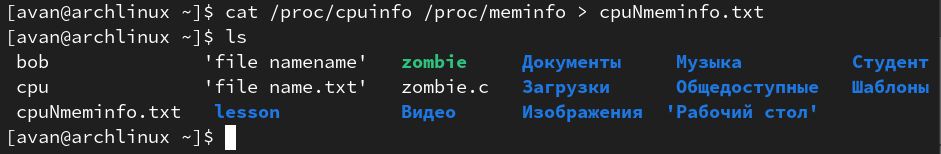 [avan@archlinux ~]$ cat /proc/cpuinfo /proc/meminfo > cpuNmeminfo.txt
[avan@archlinux ~]$ ls
bob 'file namename' zombie Документы Музыка Студент
cpu 'file name.txt' zombie.c Загрузки Общедоступные Шаблоны
cpuNmeminfo.txt lesson Видео Изображения 'Рабочий стол'
[avan@archlinux ~]$